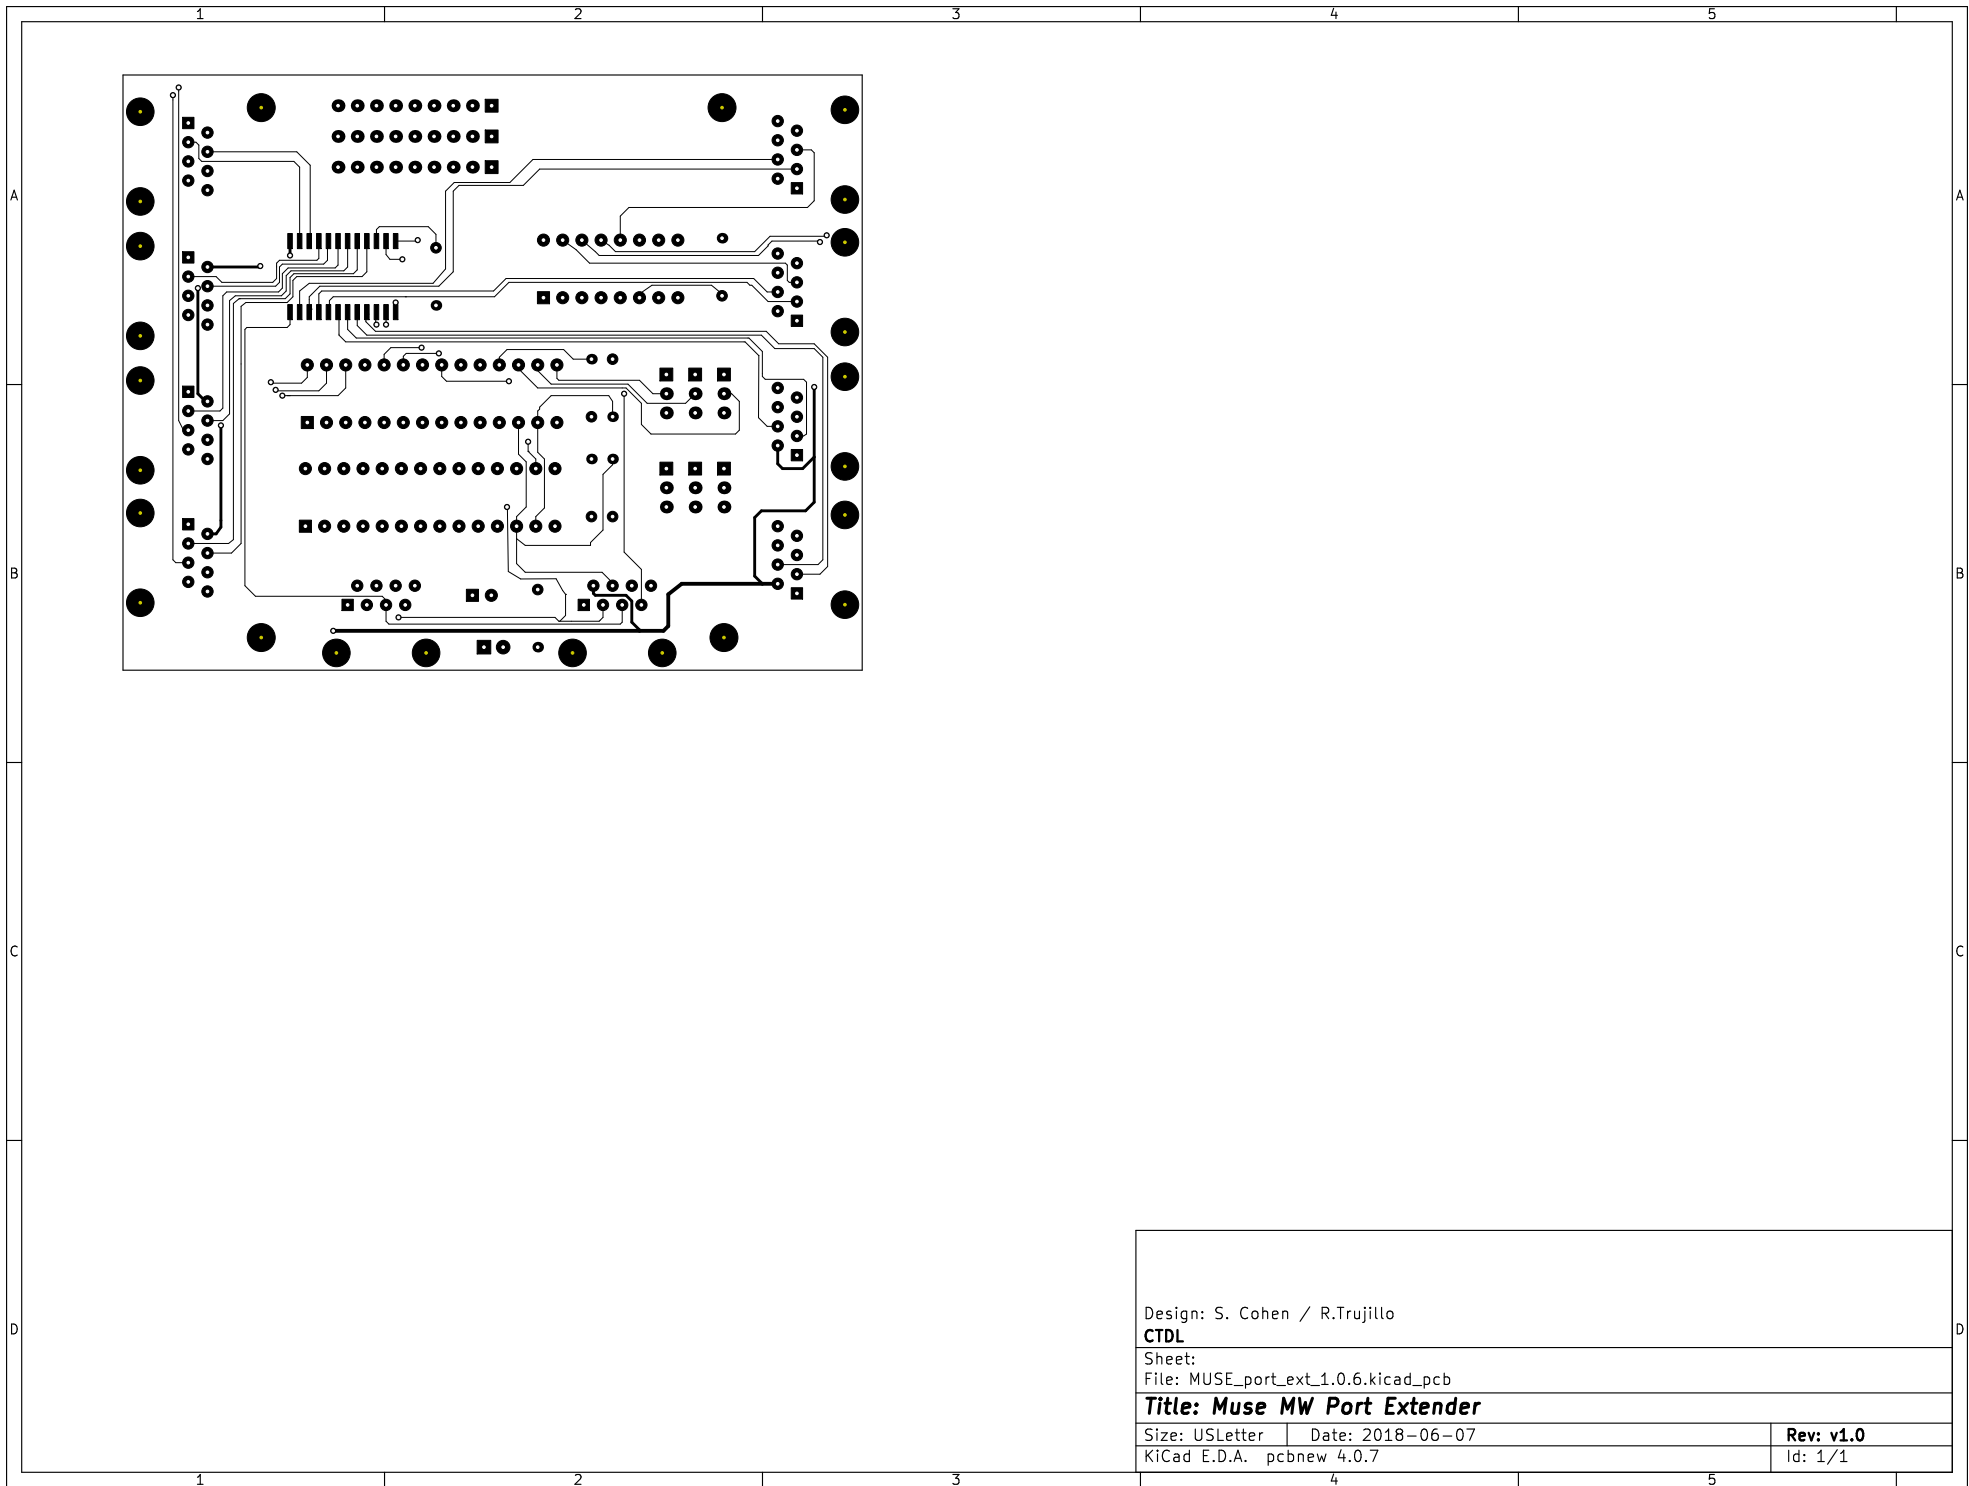 1 2 3 4 5
A A
B B
C C
D D
Design: S. Cohen / R.Trujillo
CTDL
Sheet:
File: MUSE_port_ext_1.0.6.kicad_pcb
Title: Muse MW Port Extender
Size: USLetter Date: 2018-06-07 Rev: v1.0
KiCad E.D.A. pcbnew 4.0.7 Id: 1/1
1 2 3 4 5